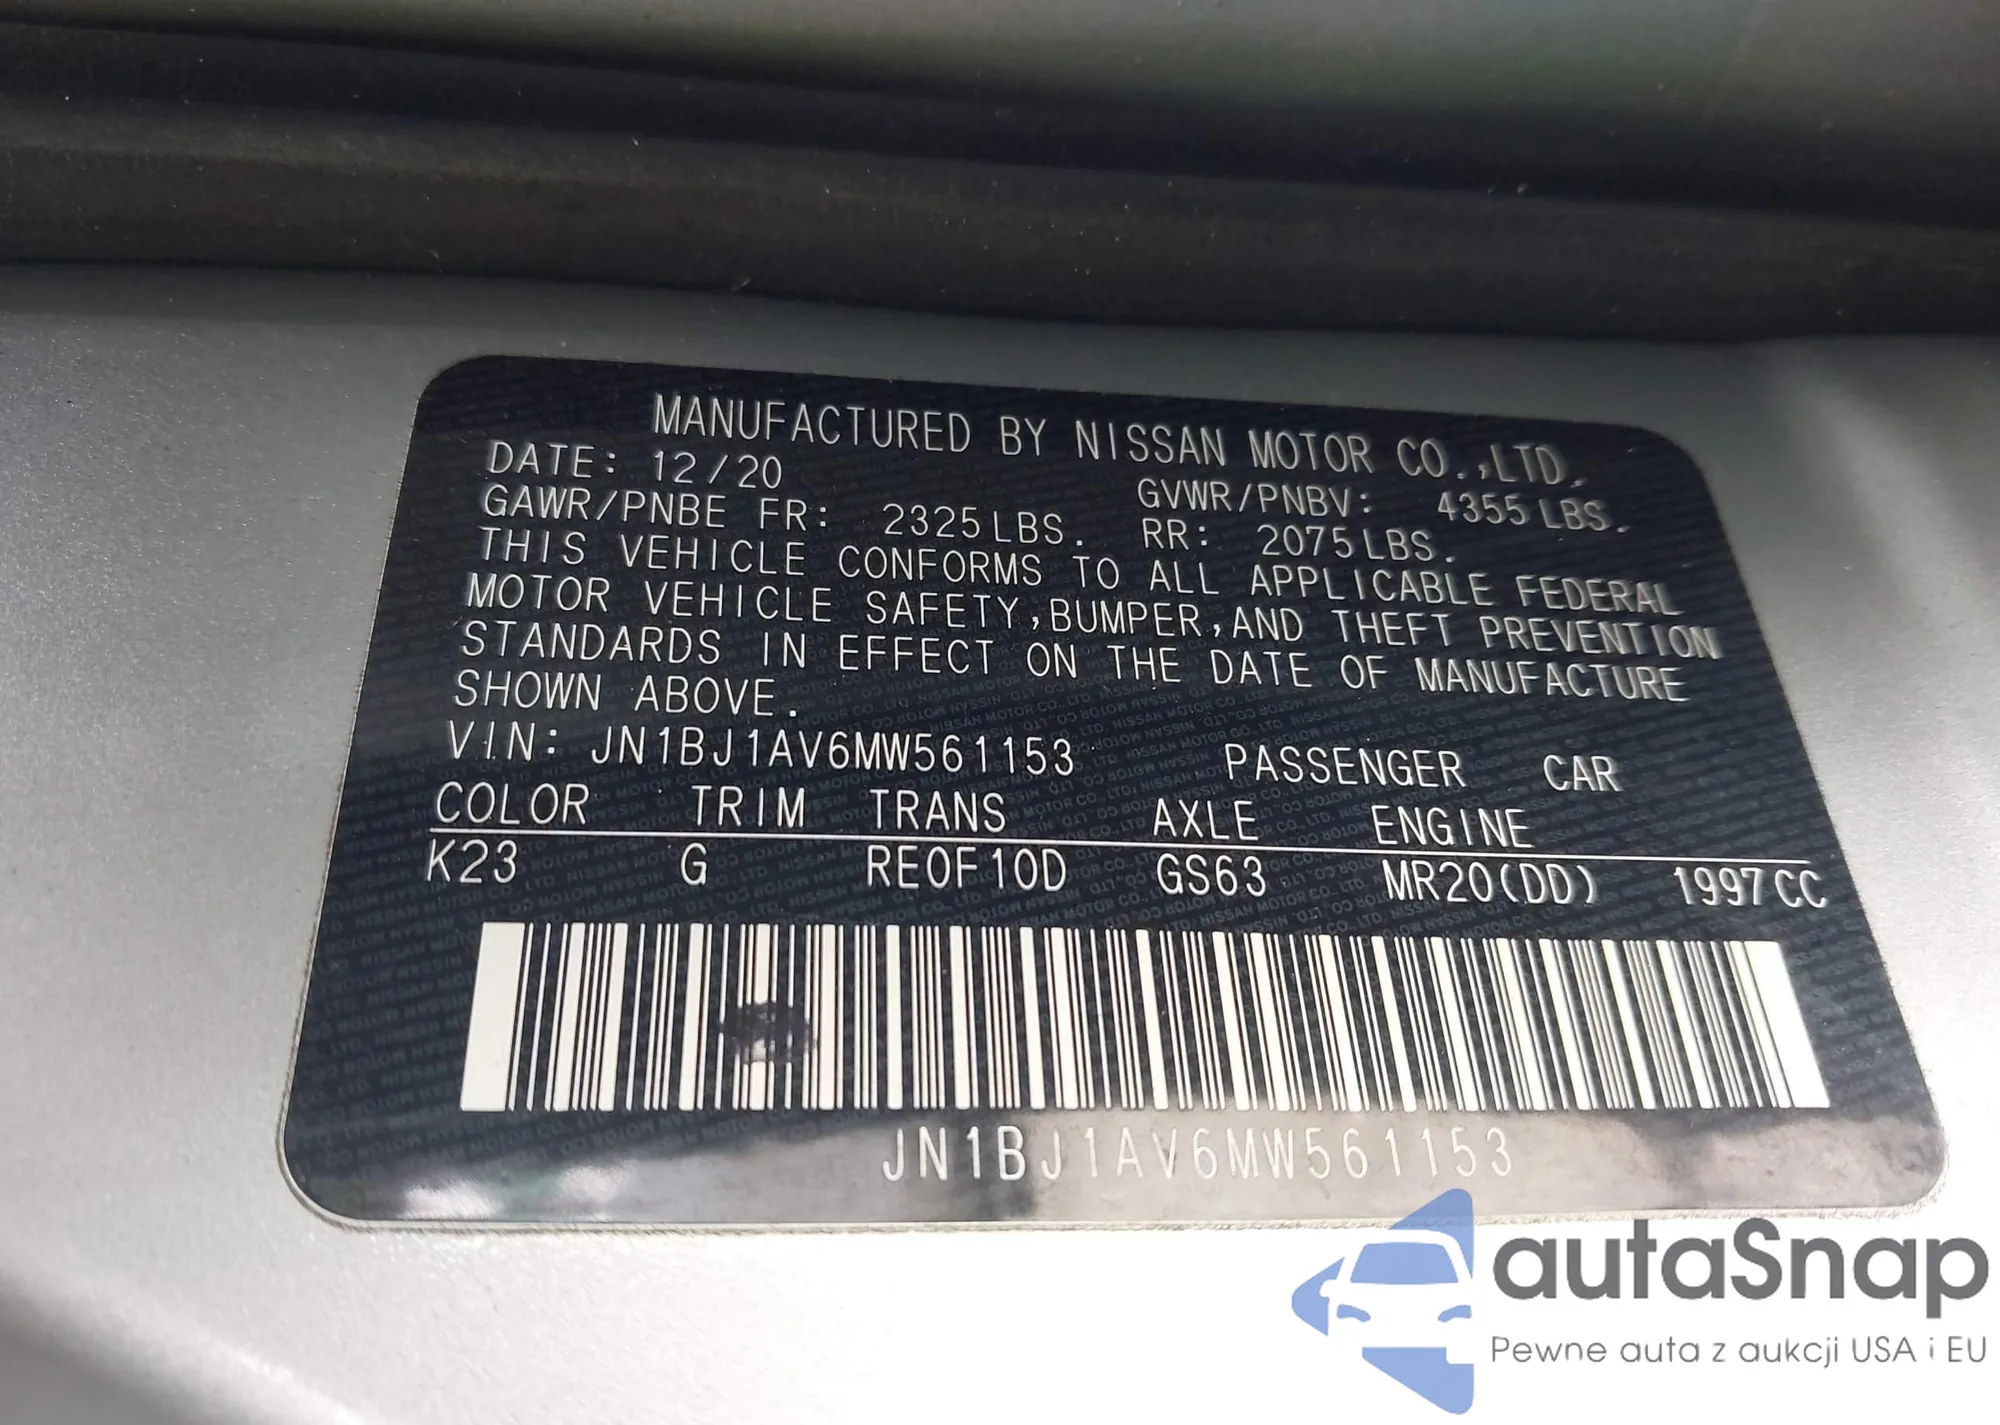 MANUFACTURED BY NISSAN MOTOR CO.,LTD.
DATE: 12/20 GVWR/PNBV: 4355 LBS.
GAWR/PNBE FR: 2325 LBS. RR: 2075 LBS.
THIS VEHICLE CONFORMS TO ALL APPLICABLE FEDERAL
MOTOR VEHICLE SAFETY,BUMPER,AND THEFT PREVENTION
STANDARDS IN EFFECT ON THE DATE OF MANUFACTURE
SHOWN ABOVE.
VIN: JN1BJ1AV6MW561153 PASSENGER CAR
COLOR TRIM TRANS AXLE ENGINE
K23 G RE0F10D GS63 MR20(DD) 1997 CC
JN1BJ1AV6MW561153
autaSnap
Pewne auta z aukcji USA i EU